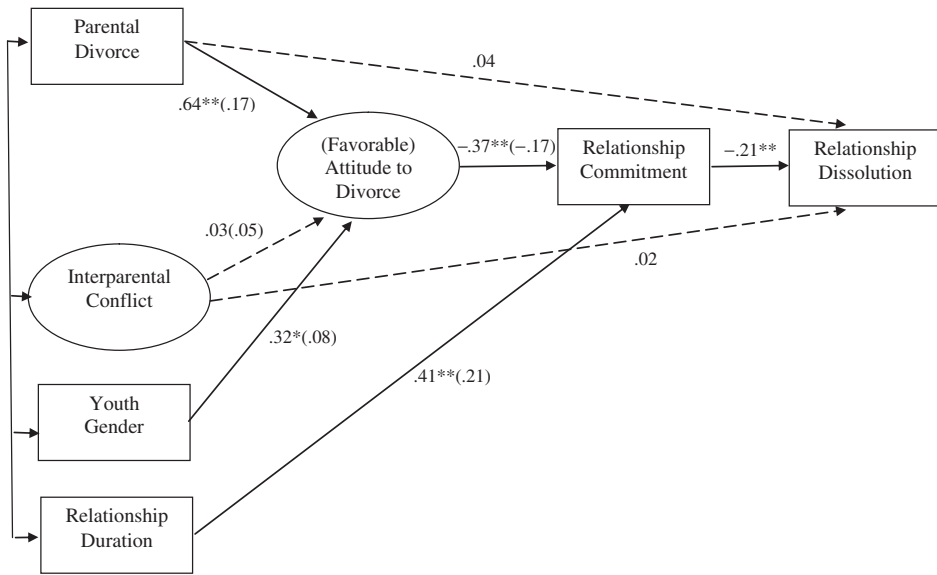 Parental
Divorce
.04
.64**(.17)
(Favorable)
Attitude to
Divorce
–.37**(–.17)
Relationship
Commitment
–.21**
Relationship
Dissolution
.03(.05)
Interparental
Conflict
.02
.32*(.08)
.41**(.21)
Youth
Gender
Relationship
Duration